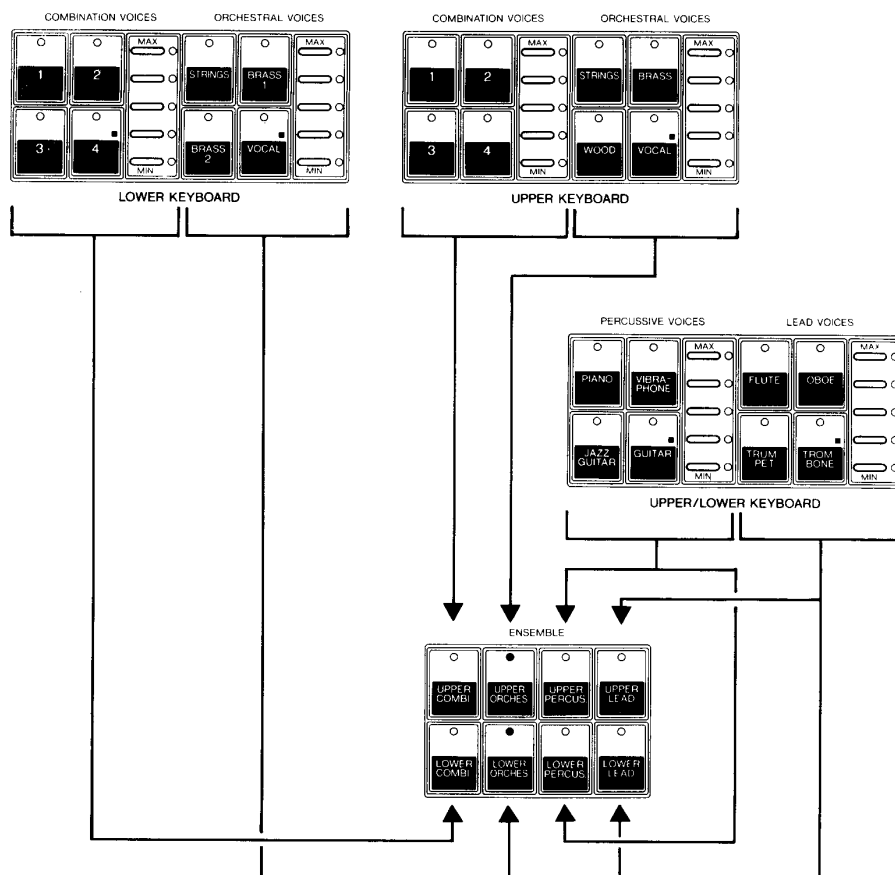 COMBINATION VOICES
ORCHESTRAL VOICES
1
2
MAX
STRINGS
BRASS
1
MAX
3
4
MIN
BRASS
2
VOCAL
MIN
LOWER KEYBOARD
COMBINATION VOICES
ORCHESTRAL VOICES
1
2
MAX
STRINGS
BRASS
MAX
3
4
MIN
WOOD
VOCAL
MIN
UPPER KEYBOARD
PERCUSSIVE VOICES
LEAD VOICES
PIANO
VIBRA-
PHONE
MAX
FLUTE
OBOE
MAX
JAZZ
GUITAR
GUITAR
MIN
TRUM
PET
TROM
BONE
MIN
UPPER/LOWER KEYBOARD
ENSEMBLE
UPPER
COMBI
UPPER
ORCHES
UPPER
PERCUS.
UPPER
LEAD
LOWER
COMBI
LOWER
ORCHES
LOWER
PERCUS.
LOWER
LEAD